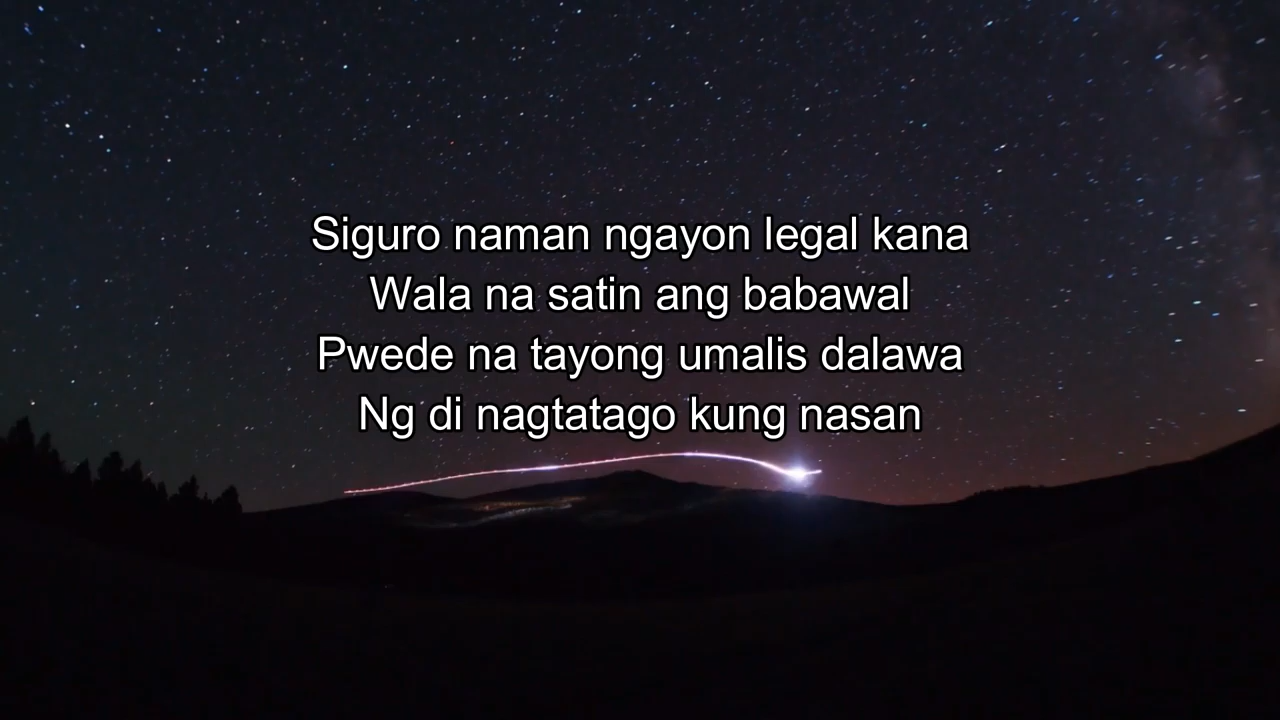 Siguro naman ngayon legal kana
Wala na satin ang babawal
Pwede na tayong umalis dalawa
Ng di nagtatago kung nasan